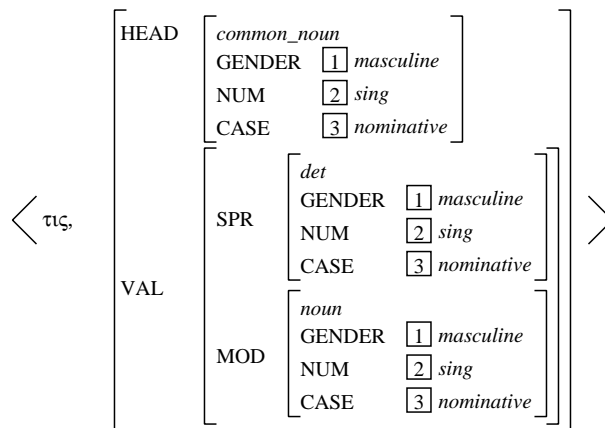 HEAD common_noun
GENDER 1 masculine
NUM 2 sing
CASE 3 nominative
det
GENDER 1 masculine
τις, SPR NUM 2 sing
CASE 3 nominative
VAL
noun
GENDER 1 masculine
MOD NUM 2 sing
CASE 3 nominative